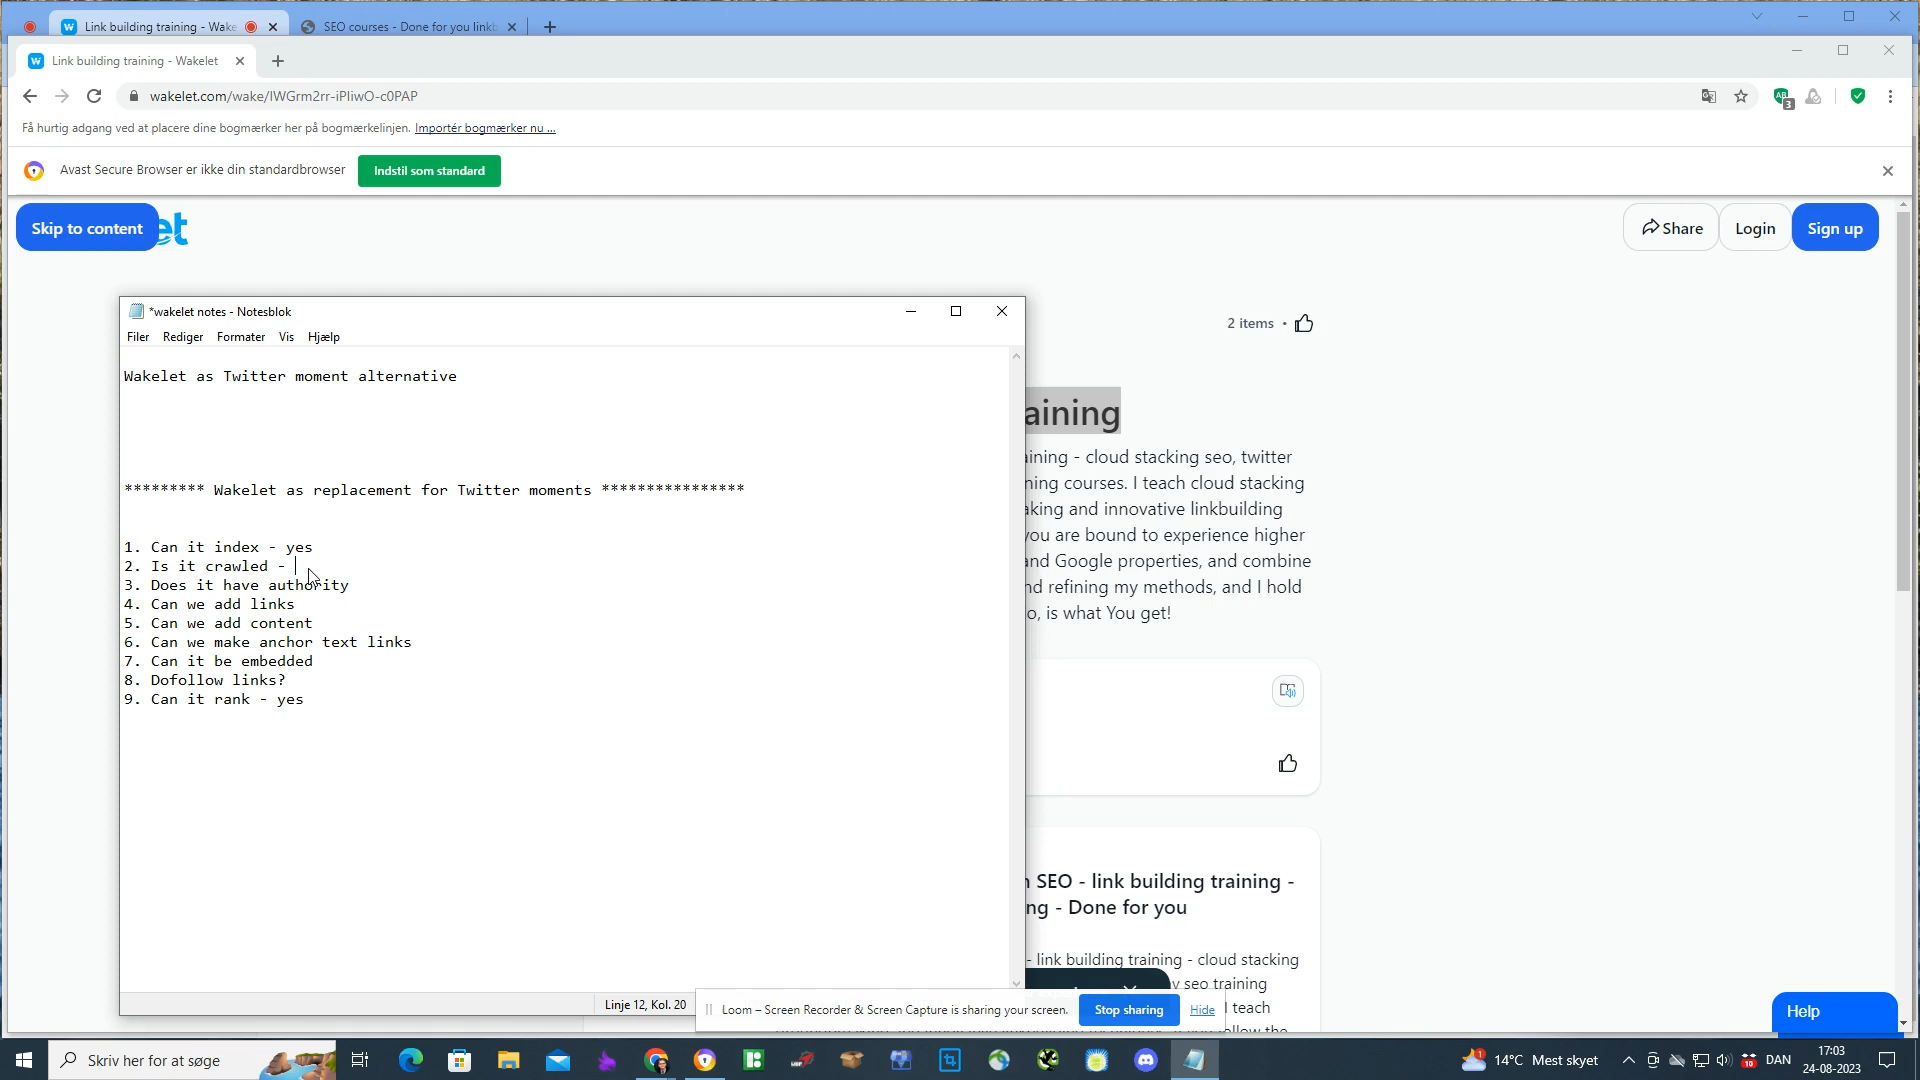 Link building training - Wake
SEO courses - Done for you linkb
Link building training - Wakelet
wakelet.com/wake/lWGrm2rr-iPliwO-c0PAP
3
Få hurtig adgang ved at placere dine bogmærker her på bogmærkelinjen. Importér bogmærker nu ...
Avast Secure Browser er ikke din standardbrowser
Indstil som standard
Skip to content
et
Share
Login
Sign up
*wakelet notes - Notesblok
Filer Rediger Formater Vis Hjælp
Wakelet as Twitter moment alternative
********* Wakelet as replacement for Twitter moments ****************
1. Can it index - yes
2. Is it crawled -
3. Does it have authority
4. Can we add links
5. Can we add content
6. Can we make anchor text links
7. Can it be embedded
8. Dofollow links?
9. Can it rank - yes
Linje 12, Kol. 20
2 items •
aining
ining - cloud stacking seo, twitter
ning courses. I teach cloud stacking
king and innovative linkbuilding
you are bound to experience higher
nd Google properties, and combine
nd refining my methods, and I hold
o, is what You get!
SEO - link building training -
ng - Done for you
- link building training - cloud stacking
seo training
I teach
Loom – Screen Recorder & Screen Capture is sharing your screen.
Stop sharing
Hide
Help
Skriv her for at søge
1
14°C Mest skyet
10
DAN
17:03
24-08-2023